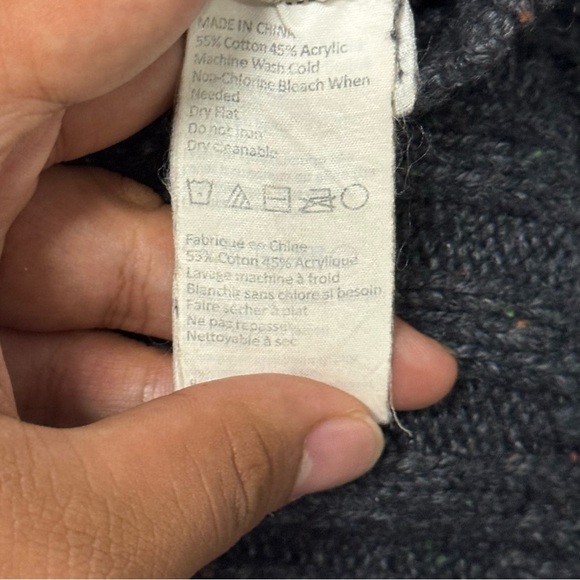 MADE IN CHINA
55% Cotton 45% Acrylic
Machine Wash Cold
Non-Chlorine Bleach When
Needed
Dry Flat
Do not Iron
Dry Cleanable
Fabriqué en Chine
55% Coton 45% Acrylique
Lavage machine à froid
Blanchir sans chlore si besoin
Faire sécher à plat
Ne pas repasser
Nettoyable à sec